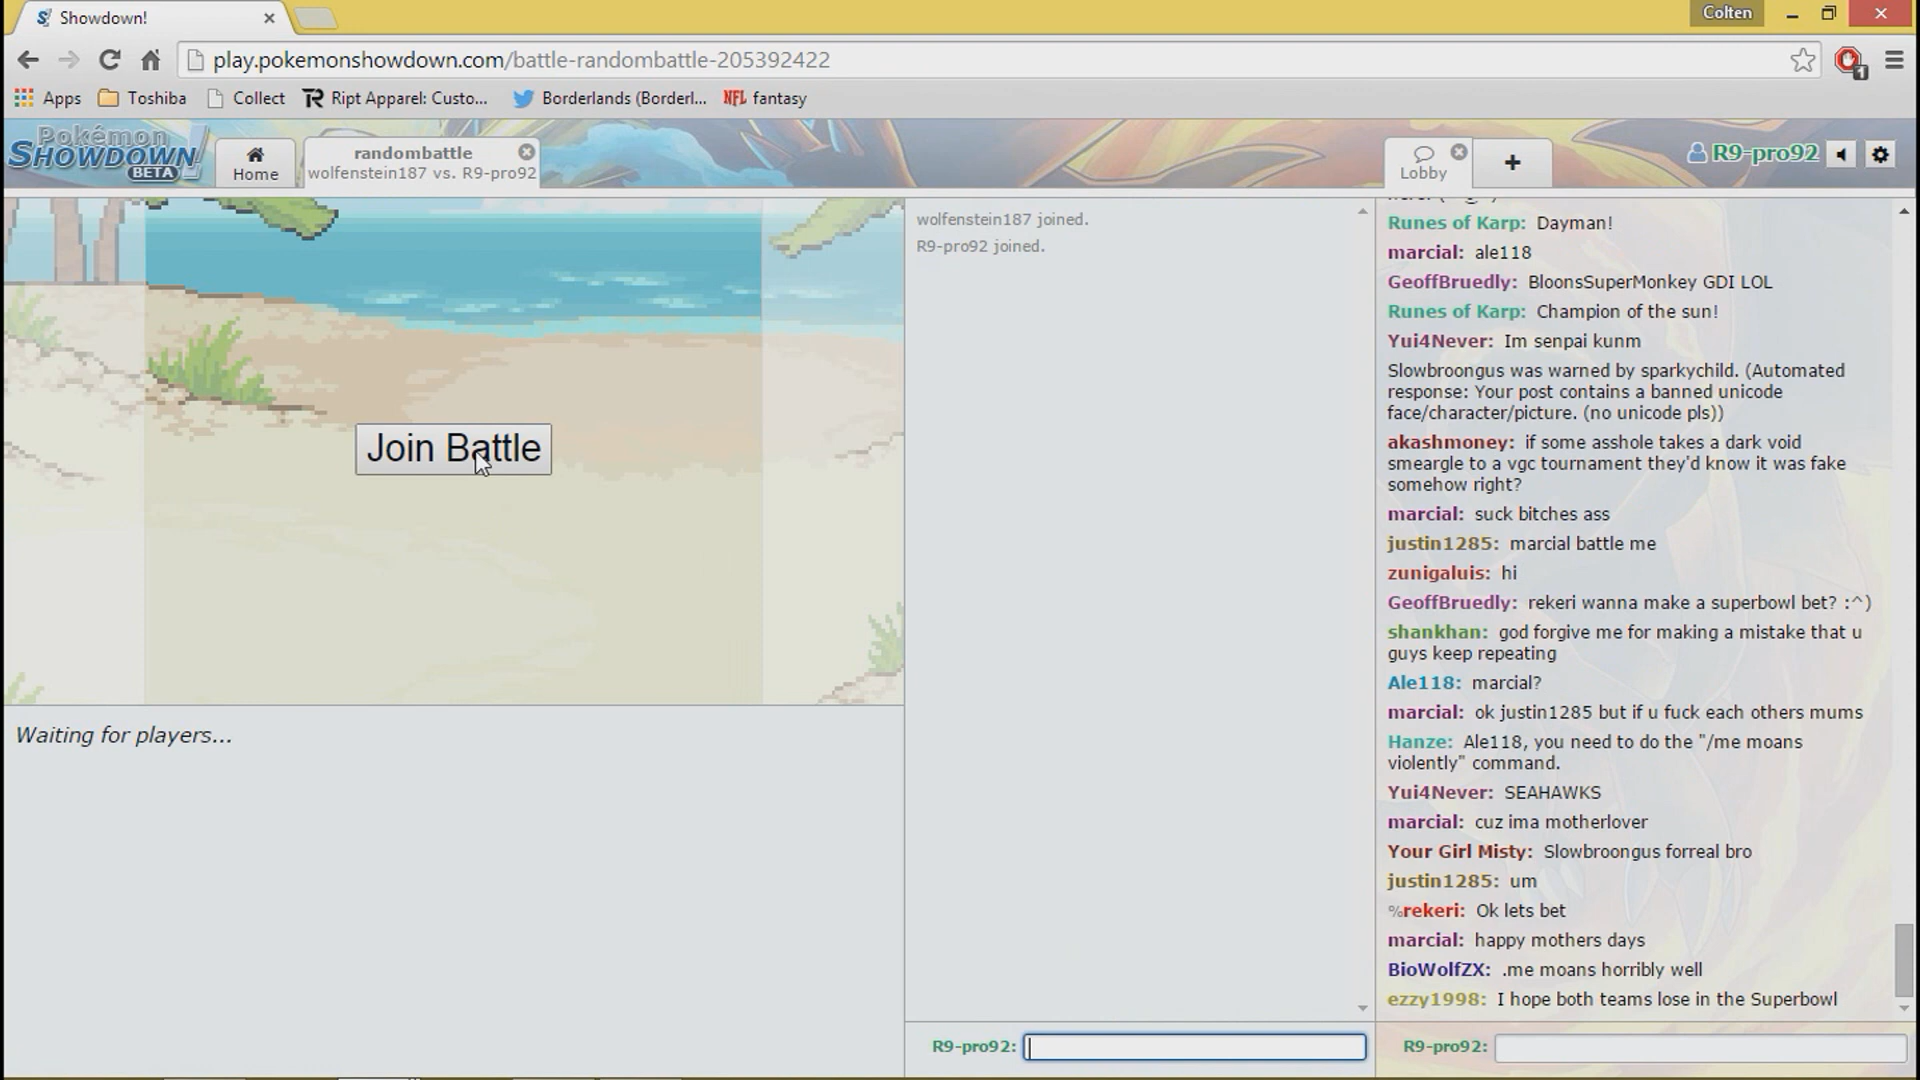 Showdown!
Colten
play.pokemonshowdown.com/battle-randombattle-205392422
Apps
Toshiba
Collect
Ript Apparel: Custo...
Borderlands (Borderl...
NFL fantasy
Pokémon
SHOWDOWN!
BETA
Home
randombattle
wolfenstein187 vs. R9-pro92
Lobby
+
R9-pro92
Join Battle
Waiting for players...
wolfenstein187 joined.
R9-pro92 joined.
R9-pro92:
Runes of Karp: Dayman!
marcial: ale118
GeoffBruedly: BloonsSuperMonkey GDI LOL
Runes of Karp: Champion of the sun!
Yui4Never: Im senpai kunm
Slowbroongus was warned by sparkychild. (Automated
response: Your post contains a banned unicode
face/character/picture. (no unicode pls))
akashmoney: if some asshole takes a dark void
smeargle to a vgc tournament they'd know it was fake
somehow right?
marcial: suck bitches ass
justin1285: marcial battle me
zunigaluis: hi
GeoffBruedly: rekeri wanna make a superbowl bet? :^)
shankhan: god forgive me for making a mistake that u
guys keep repeating
Ale118: marcial?
marcial: ok justin1285 but if u fuck each others mums
Hanze: Ale118, you need to do the "/me moans
violently" command.
Yui4Never: SEAHAWKS
marcial: cuz ima motherlover
Your Girl Misty: Slowbroongus forreal bro
justin1285: um
%rekeri: Ok lets bet
marcial: happy mothers days
BioWolfZX: .me moans horribly well
ezzy1998: I hope both teams lose in the Superbowl
R9-pro92: